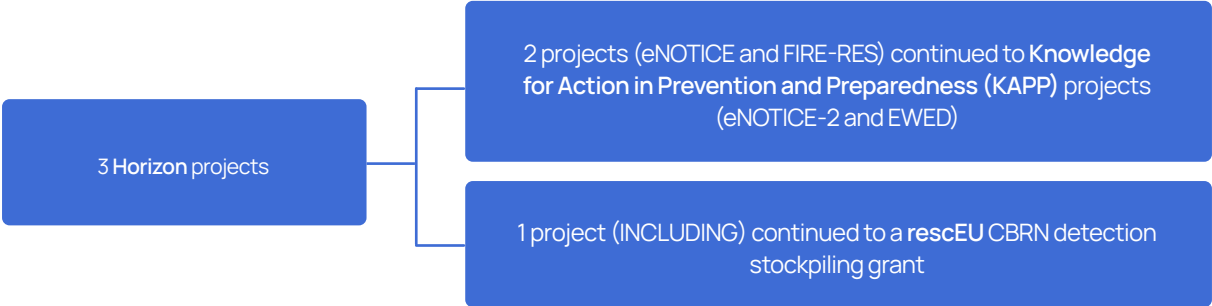 3 Horizon projects
2 projects (eNOTICE and FIRE-RES) continued to Knowledge
for Action in Prevention and Preparedness (KAPP) projects
(eNOTICE-2 and EWED)
1 project (INCLUDING) continued to a rescEU CBRN detection
stockpiling grant